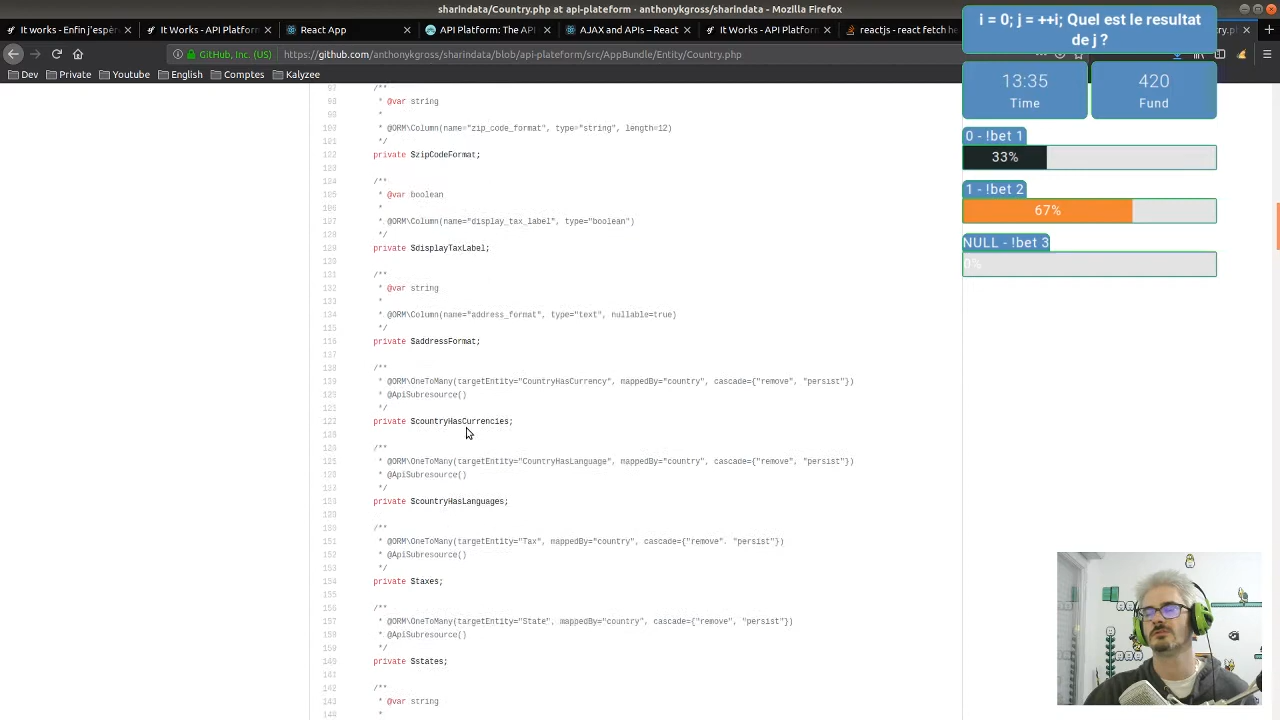 sharindata/Country.php at api-plateform · anthonykgross/sharindata - Mozilla Firefox
It works - Enfin j'espèr
It Works - API Platform
React App
API Platform: The API
AJAX and APIs – React
It Works - API Platform
reactjs - react fetch he
GitHub, Inc. (US)
https://github.com/anthonykgross/sharindata/blob/api-plateform/src/AppBundle/Entity/Country.php
Dev
Private
Youtube
English
Comptes
Kalyzee
/**
* @var string
*
* @ORM\Column(name="zip_code_format", type="string", length=12)
*/
private $zipCodeFormat;
/**
* @var boolean
*
* @ORM\Column(name="display_tax_label", type="boolean")
*/
private $displayTaxLabel;
/**
* @var string
*
* @ORM\Column(name="address_format", type="text", nullable=true)
*/
private $addressFormat;
/**
* @ORM\OneToMany(targetEntity="CountryHasCurrency", mappedBy="country", cascade={"remove", "persist"})
* @ApiSubresource()
*/
private $countryHasCurrencies;
/**
* @ORM\OneToMany(targetEntity="CountryHasLanguage", mappedBy="country", cascade={"remove", "persist"})
* @ApiSubresource()
*/
private $countryHasLanguages;
/**
* @ORM\OneToMany(targetEntity="Tax", mappedBy="country", cascade={"remove", "persist"})
* @ApiSubresource()
*/
private $taxes;
/**
* @ORM\OneToMany(targetEntity="State", mappedBy="country", cascade={"remove", "persist"})
* @ApiSubresource()
*/
private $states;
/**
* @var string
*
i = 0; j = ++i; Quel est le resultat
de j ?
13:35
Time
420
Fund
0 - !bet 1
33%
1 - !bet 2
67%
NULL - !bet 3
0%